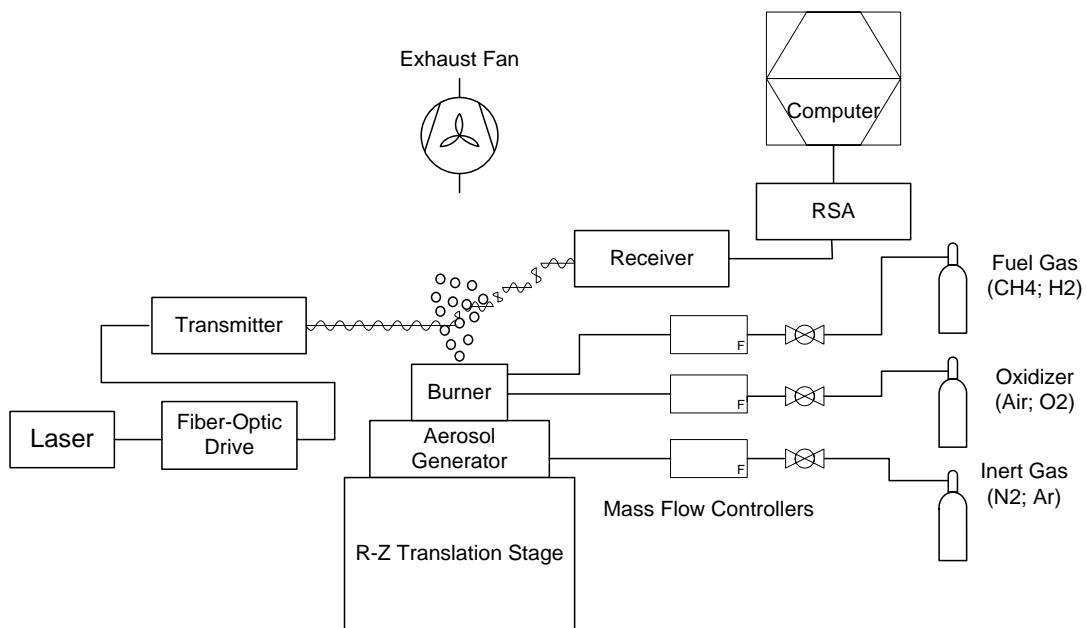 Exhaust Fan
Computer
RSA
Receiver
Fuel Gas
(CH4; H2)
Transmitter
F
Burner
F
Oxidizer
(Air; O2)
Laser
Fiber-Optic
Drive
Aerosol
Generator
F
Inert Gas
(N2; Ar)
Mass Flow Controllers
R-Z Translation Stage